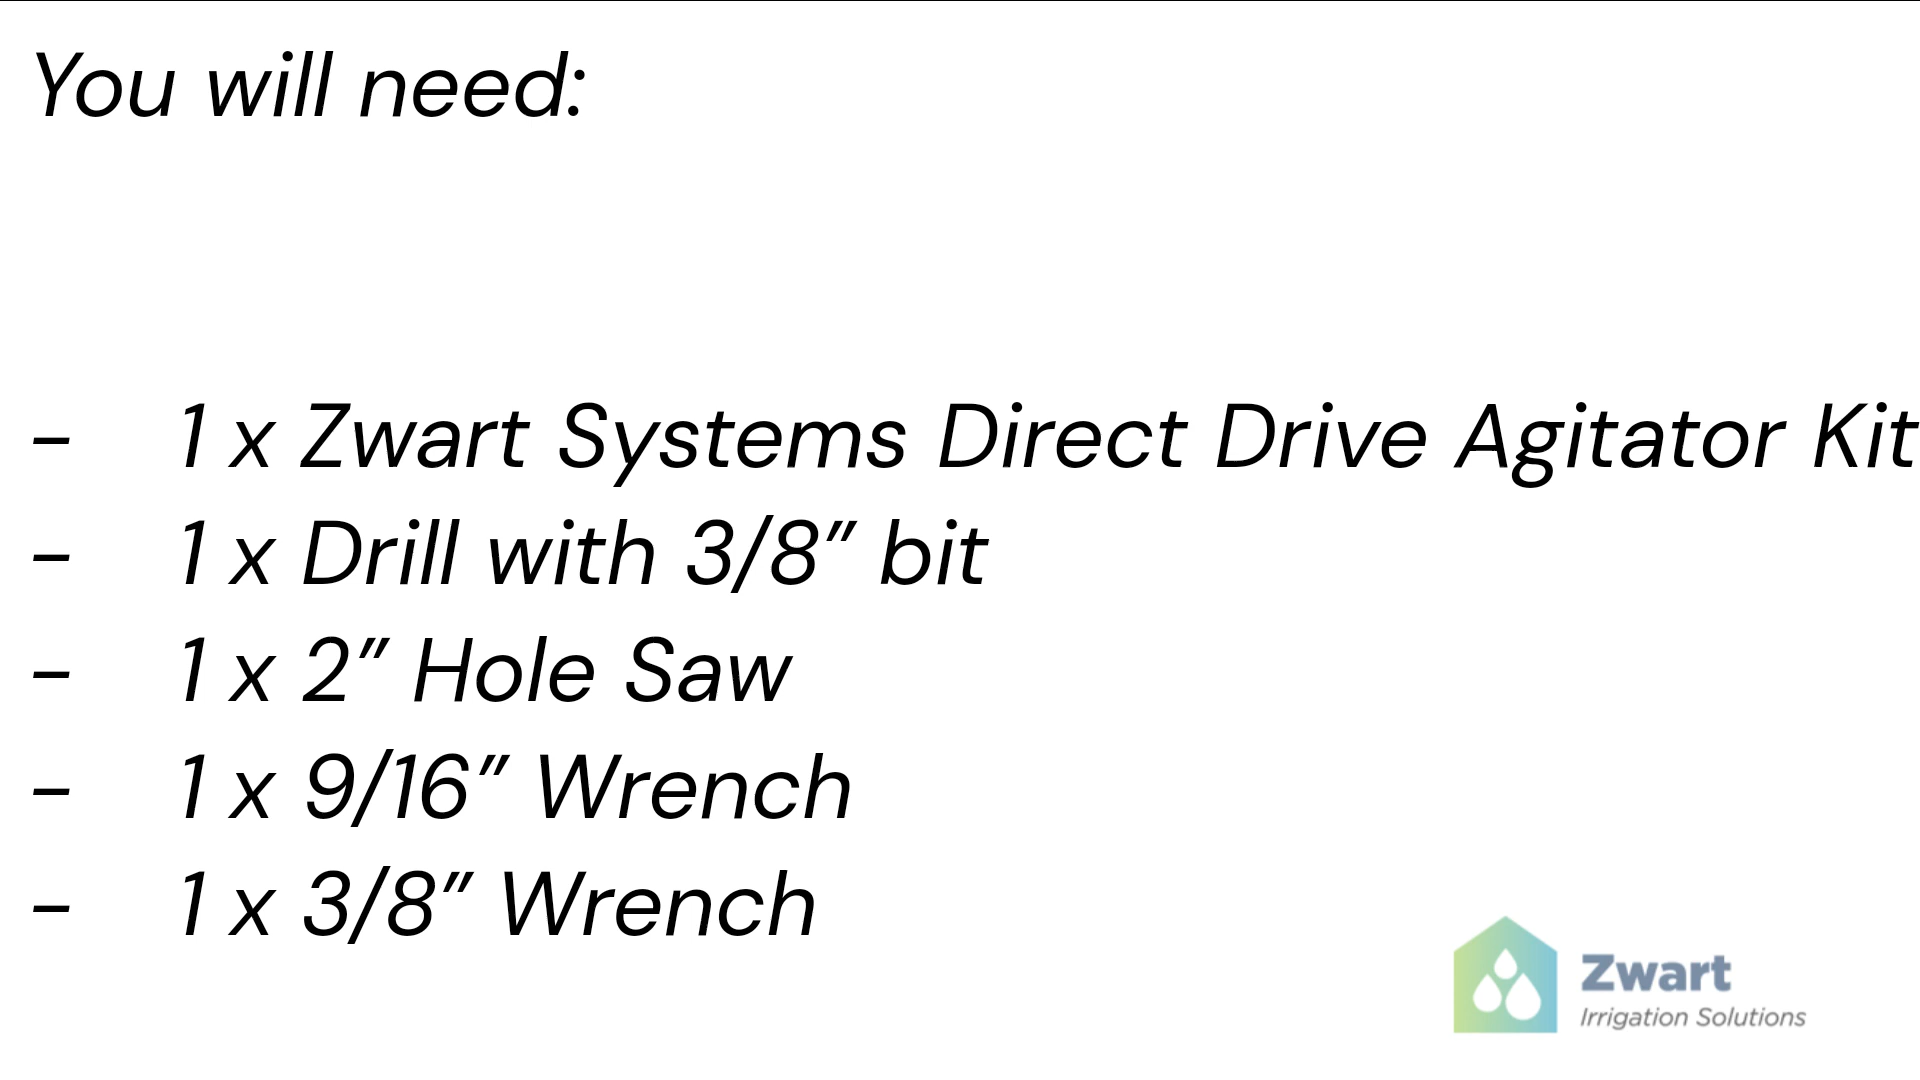 You will need:
- 1 x Zwart Systems Direct Drive Agitator Kit
- 1 x Drill with 3/8” bit
- 1 x 2” Hole Saw
- 1 x 9/16” Wrench
- 1 x 3/8” Wrench
Zwart
Irrigation Solutions